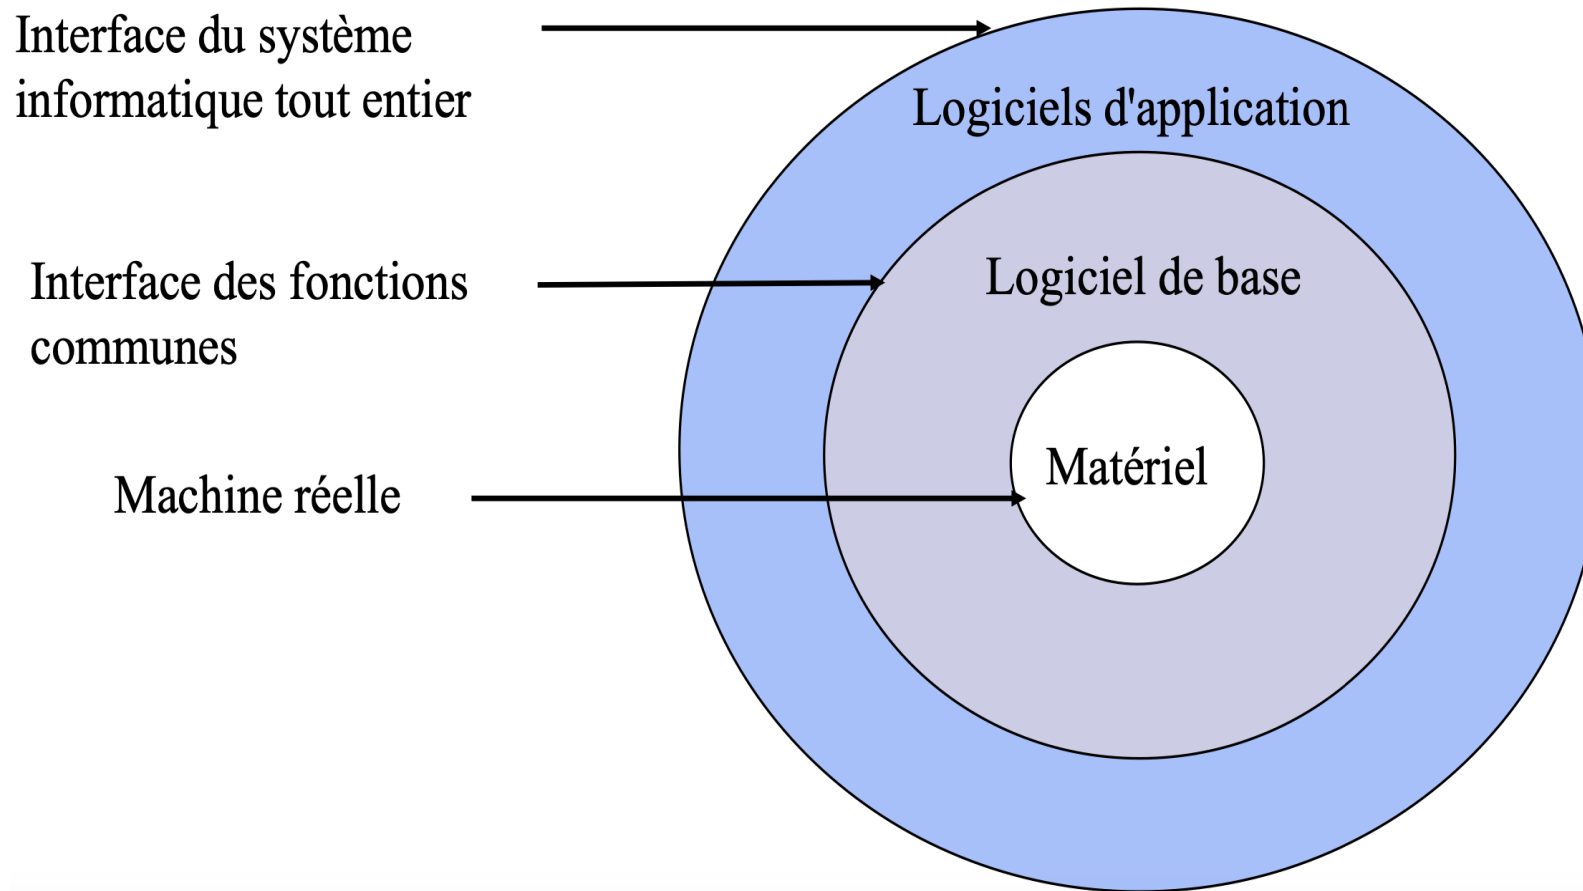 Interface du système
informatique tout entier
Logiciels d'application
Interface des fonctions
communes
Logiciel de base
Machine réelle
Matériel